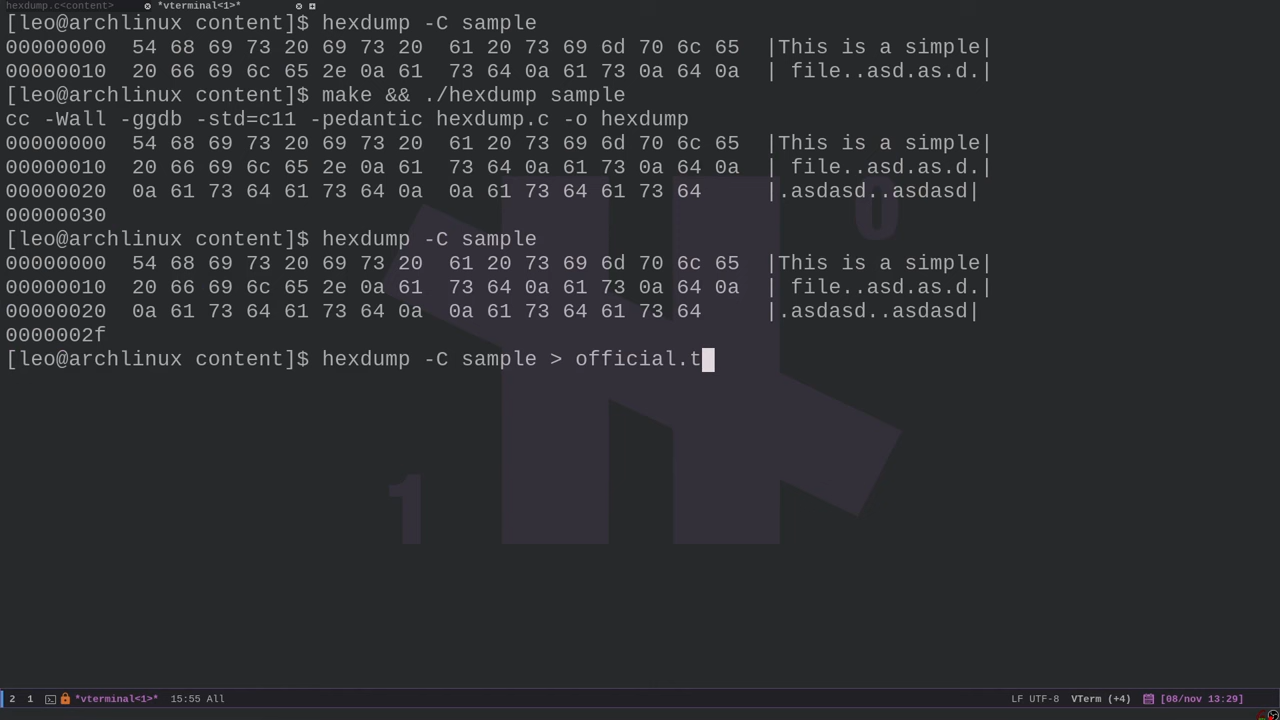 hexdump.c<content> *vterminal<1>*
[leo@archlinux content]$ hexdump -C sample
00000000  54 68 69 73 20 69 73 20  61 20 73 69 6d 70 6c 65  |This is a simple|
00000010  20 66 69 6c 65 2e 0a 61  73 64 0a 61 73 0a 64 0a  | file..asd.as.d.|
[leo@archlinux content]$ make && ./hexdump sample
cc -Wall -ggdb -std=c11 -pedantic hexdump.c -o hexdump
00000000  54 68 69 73 20 69 73 20  61 20 73 69 6d 70 6c 65  |This is a simple|
00000010  20 66 69 6c 65 2e 0a 61  73 64 0a 61 73 0a 64 0a  | file..asd.as.d.|
00000020  0a 61 73 64 61 73 64 0a  0a 61 73 64 61 73 64     |.asdasd..asdasd|
00000030
[leo@archlinux content]$ hexdump -C sample
00000000  54 68 69 73 20 69 73 20  61 20 73 69 6d 70 6c 65  |This is a simple|
00000010  20 66 69 6c 65 2e 0a 61  73 64 0a 61 73 0a 64 0a  | file..asd.as.d.|
00000020  0a 61 73 64 61 73 64 0a  0a 61 73 64 61 73 64     |.asdasd..asdasd|
0000002f
[leo@archlinux content]$ hexdump -C sample > official.t
0
1
2 1 *vterminal<1>* 15:55 All LF UTF-8 VTerm (+4) [08/nov 13:29]